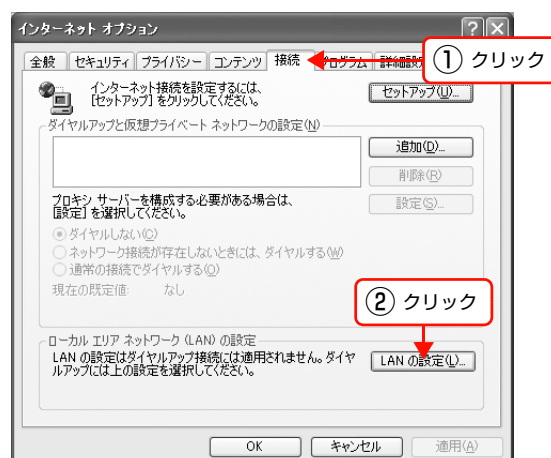 インターネット オプション
全般 セキュリティ プライバシー コンテンツ 接続 プログラム
① クリック
インターネット接続を設定するには、
[セットアップ] をクリックしてください。
セットアップ(U)...
ダイヤルアップと仮想プライベート ネットワークの設定(N)
追加(D)...
削除(R)
プロキシ サーバーを構成する必要がある場合は、
[設定] を選択してください。
設定(S)...
ダイヤルしない(C)
ネットワーク接続が存在しないときには、ダイヤルする(W)
通常の接続でダイヤルする(O)
現在の既定値: なし
② クリック
ローカル エリア ネットワーク (LAN) の設定
LAN の設定はダイヤルアップ接続には適用されません。ダイヤ
ルアップには上の設定を選択してください。
LAN の設定(L)...
OK キャンセル 適用(A)